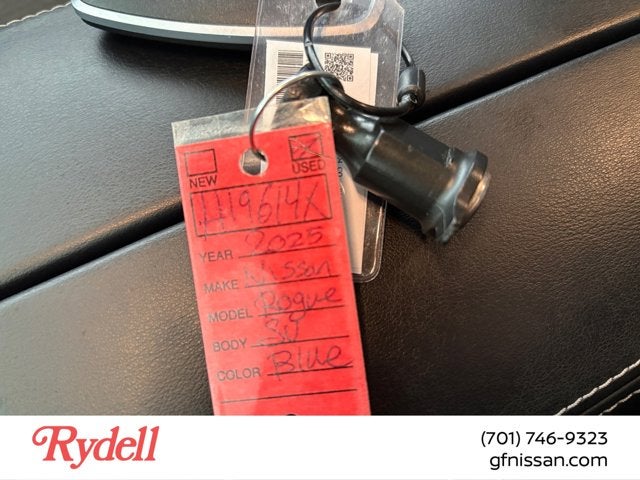 NEW
USED
H19614X
YEAR 2025
MAKE Nissan
MODEL Rogue
BODY SV
COLOR Blue
Rydell
(701) 746-9323
gfnissan.com